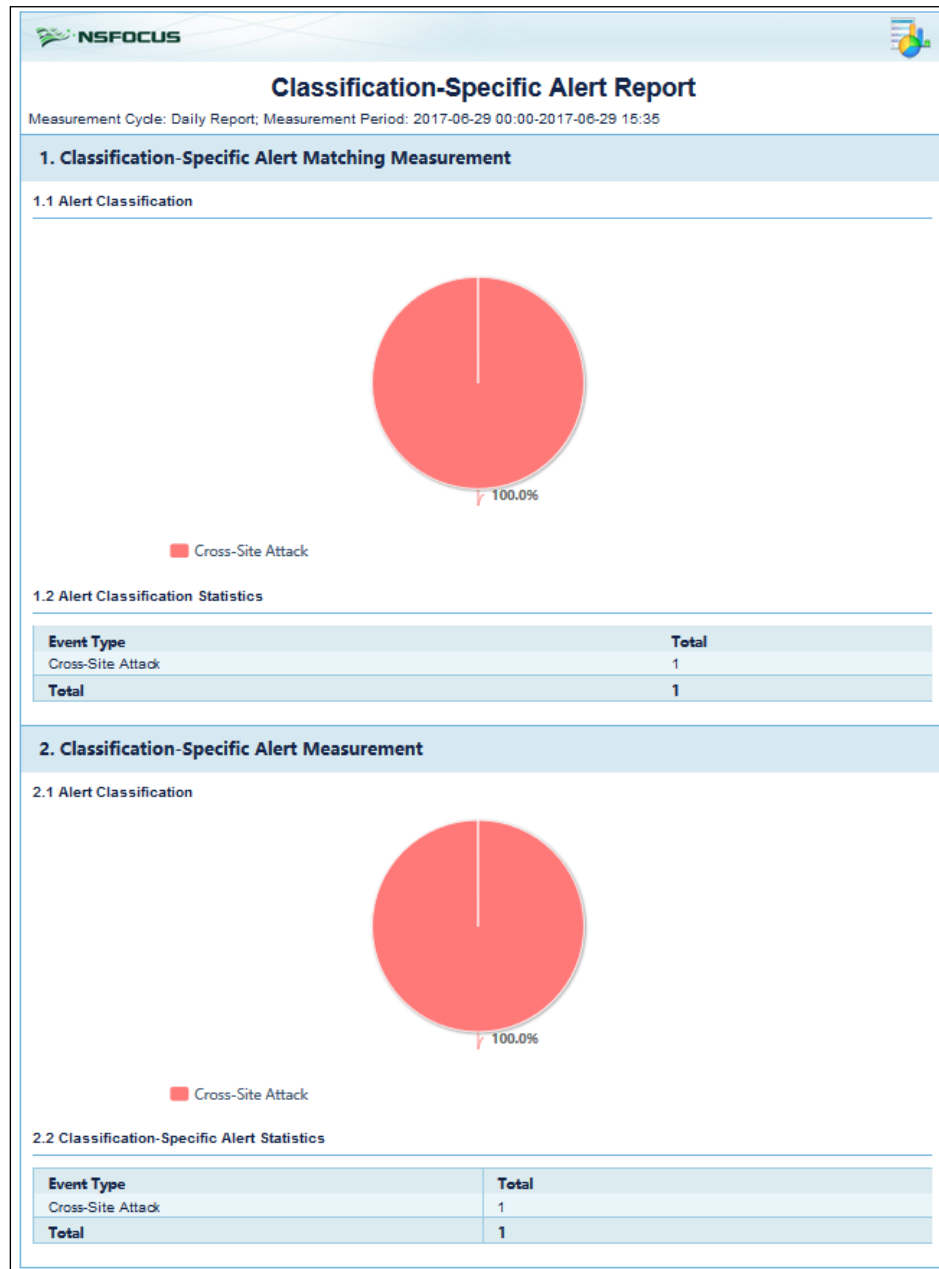 NSFOCUS
Classification-Specific Alert Report
Measurement Cycle: Daily Report; Measurement Period: 2017-06-29 00:00-2017-06-29 15:35
1. Classification-Specific Alert Matching Measurement
1.1 Alert Classification
100.0%
Cross-Site Attack
1.2 Alert Classification Statistics
Event Type Total
Cross-Site Attack 1
Total 1
2. Classification-Specific Alert Measurement
2.1 Alert Classification
100.0%
Cross-Site Attack
2.2 Classification-Specific Alert Statistics
Event Type Total
Cross-Site Attack 1
Total 1